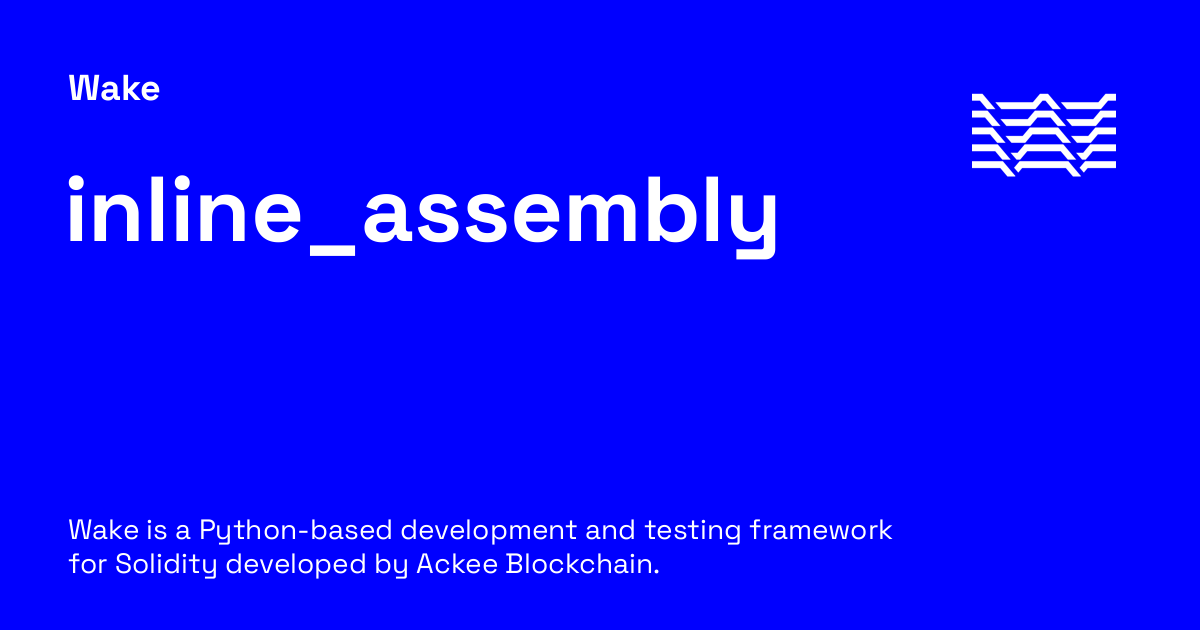 Wake
inline_assembly
Wake is a Python-based development and testing framework
for Solidity developed by Ackee Blockchain.